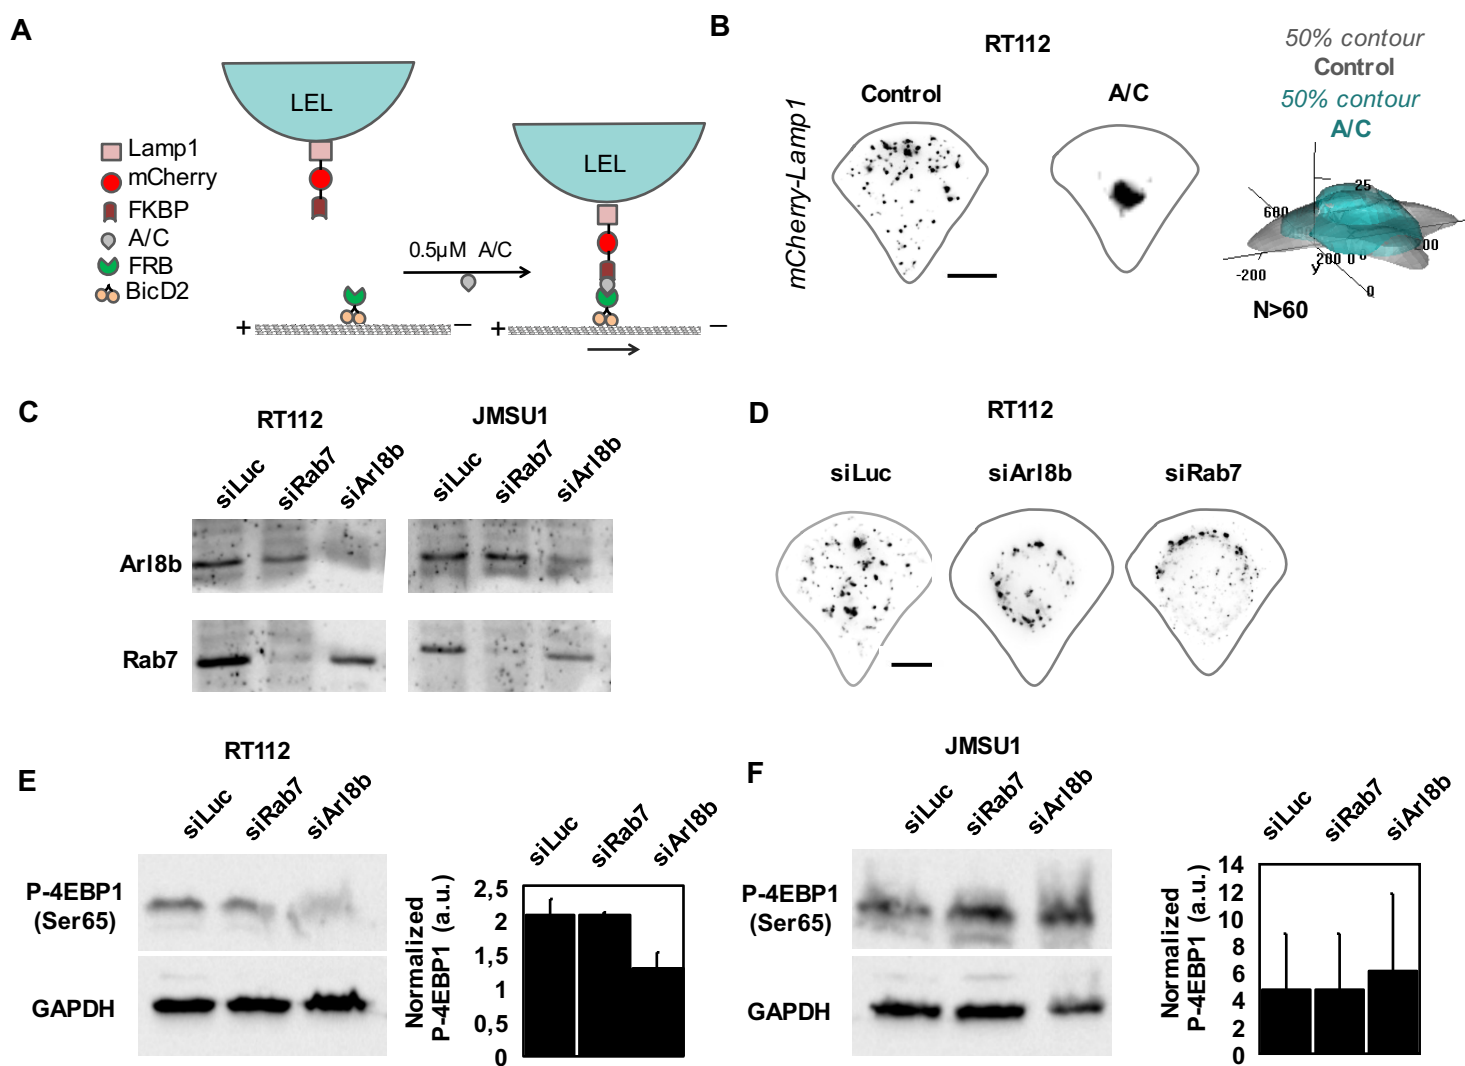 A
LEL
LEL
Lamp1
mCherry
FKBP
A/C
FRB
BicD2
0.5µM A/C
+
–
+
–
B
RT112
mCherry-Lamp1
Control
A/C
50% contour
Control
50% contour
A/C
25
600
200
-200
Y
200
0
0
0
N>60
C
RT112
JMSU1
siLuc
siRab7
siArl8b
siLuc
siRab7
siArl8b
Arl8b
Rab7
D
RT112
siLuc
siArl8b
siRab7
E
RT112
siLuc
siRab7
siArl8b
P-4EBP1
(Ser65)
GAPDH
Normalized
P-4EBP1 (a.u.)
siLuc
siRab7
siArl8b
2,5
2
1,5
1
0,5
0
F
JMSU1
siLuc
siRab7
siArl8b
P-4EBP1
(Ser65)
GAPDH
Normalized
P-4EBP1 (a.u.)
siLuc
siRab7
siArl8b
14
12
10
8
6
4
2
0